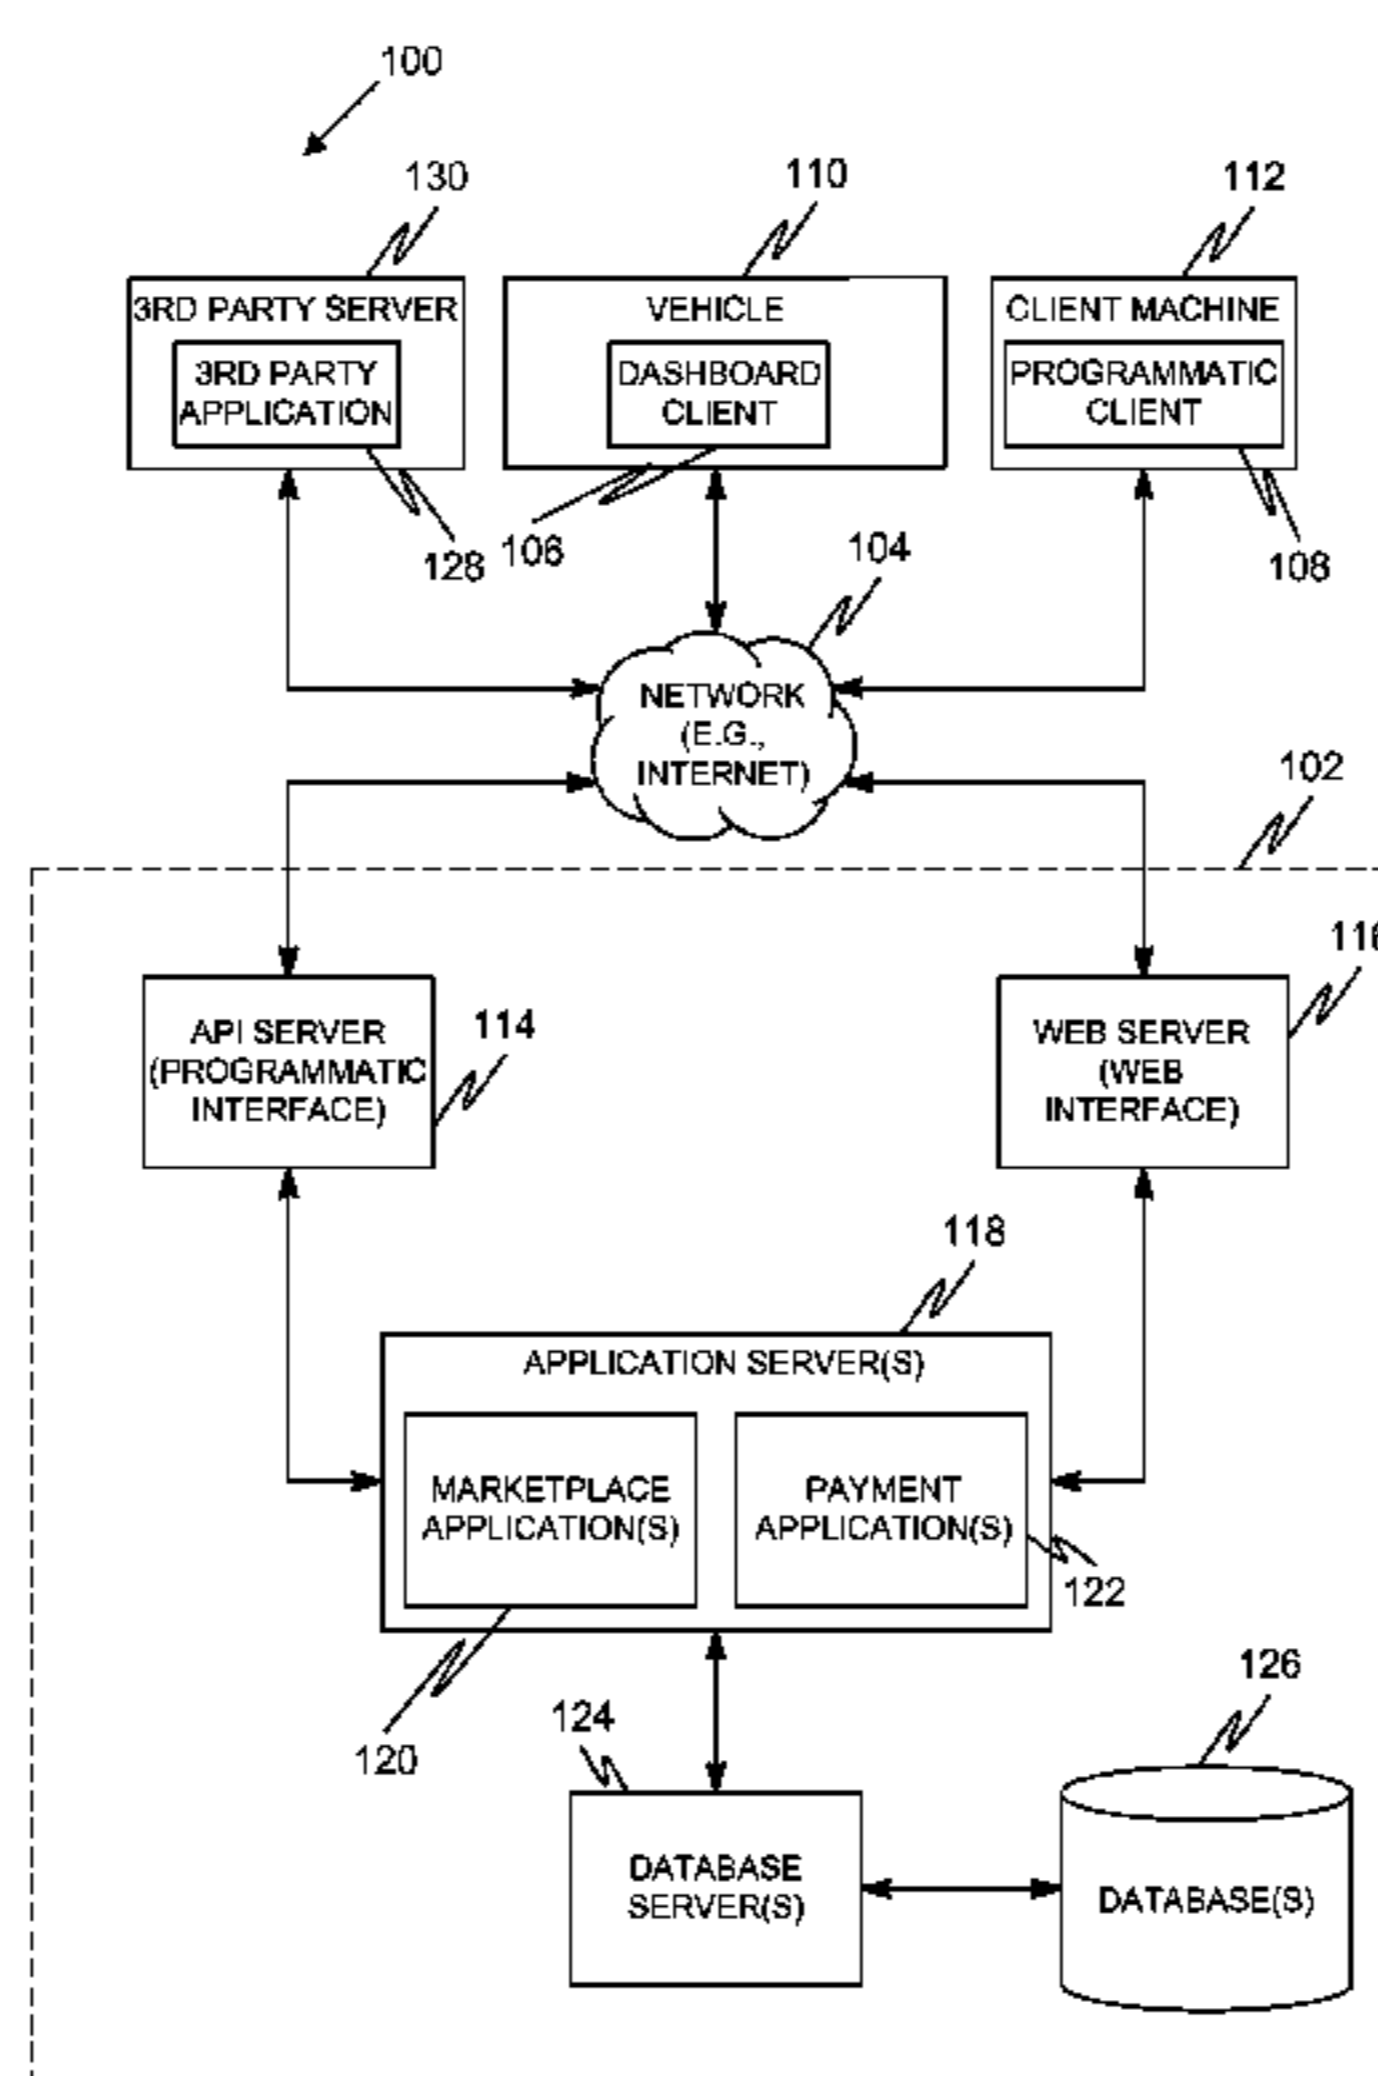 100
130
110
112
3RD PARTY SERVER
3RD PARTY
APPLICATION
VEHICLE
DASHBOARD
CLIENT
CLIENT MACHINE
PROGRAMMATIC
CLIENT
128
106
104
108
NETWORK
(E.G.,
INTERNET)
102
116
API SERVER
(PROGRAMMATIC
INTERFACE)
114
WEB SERVER
(WEB
INTERFACE)
118
APPLICATION SERVER(S)
MARKETPLACE
APPLICATION(S)
PAYMENT
APPLICATION(S)
122
120
124
126
DATABASE
SERVER(S)
DATABASE(S)